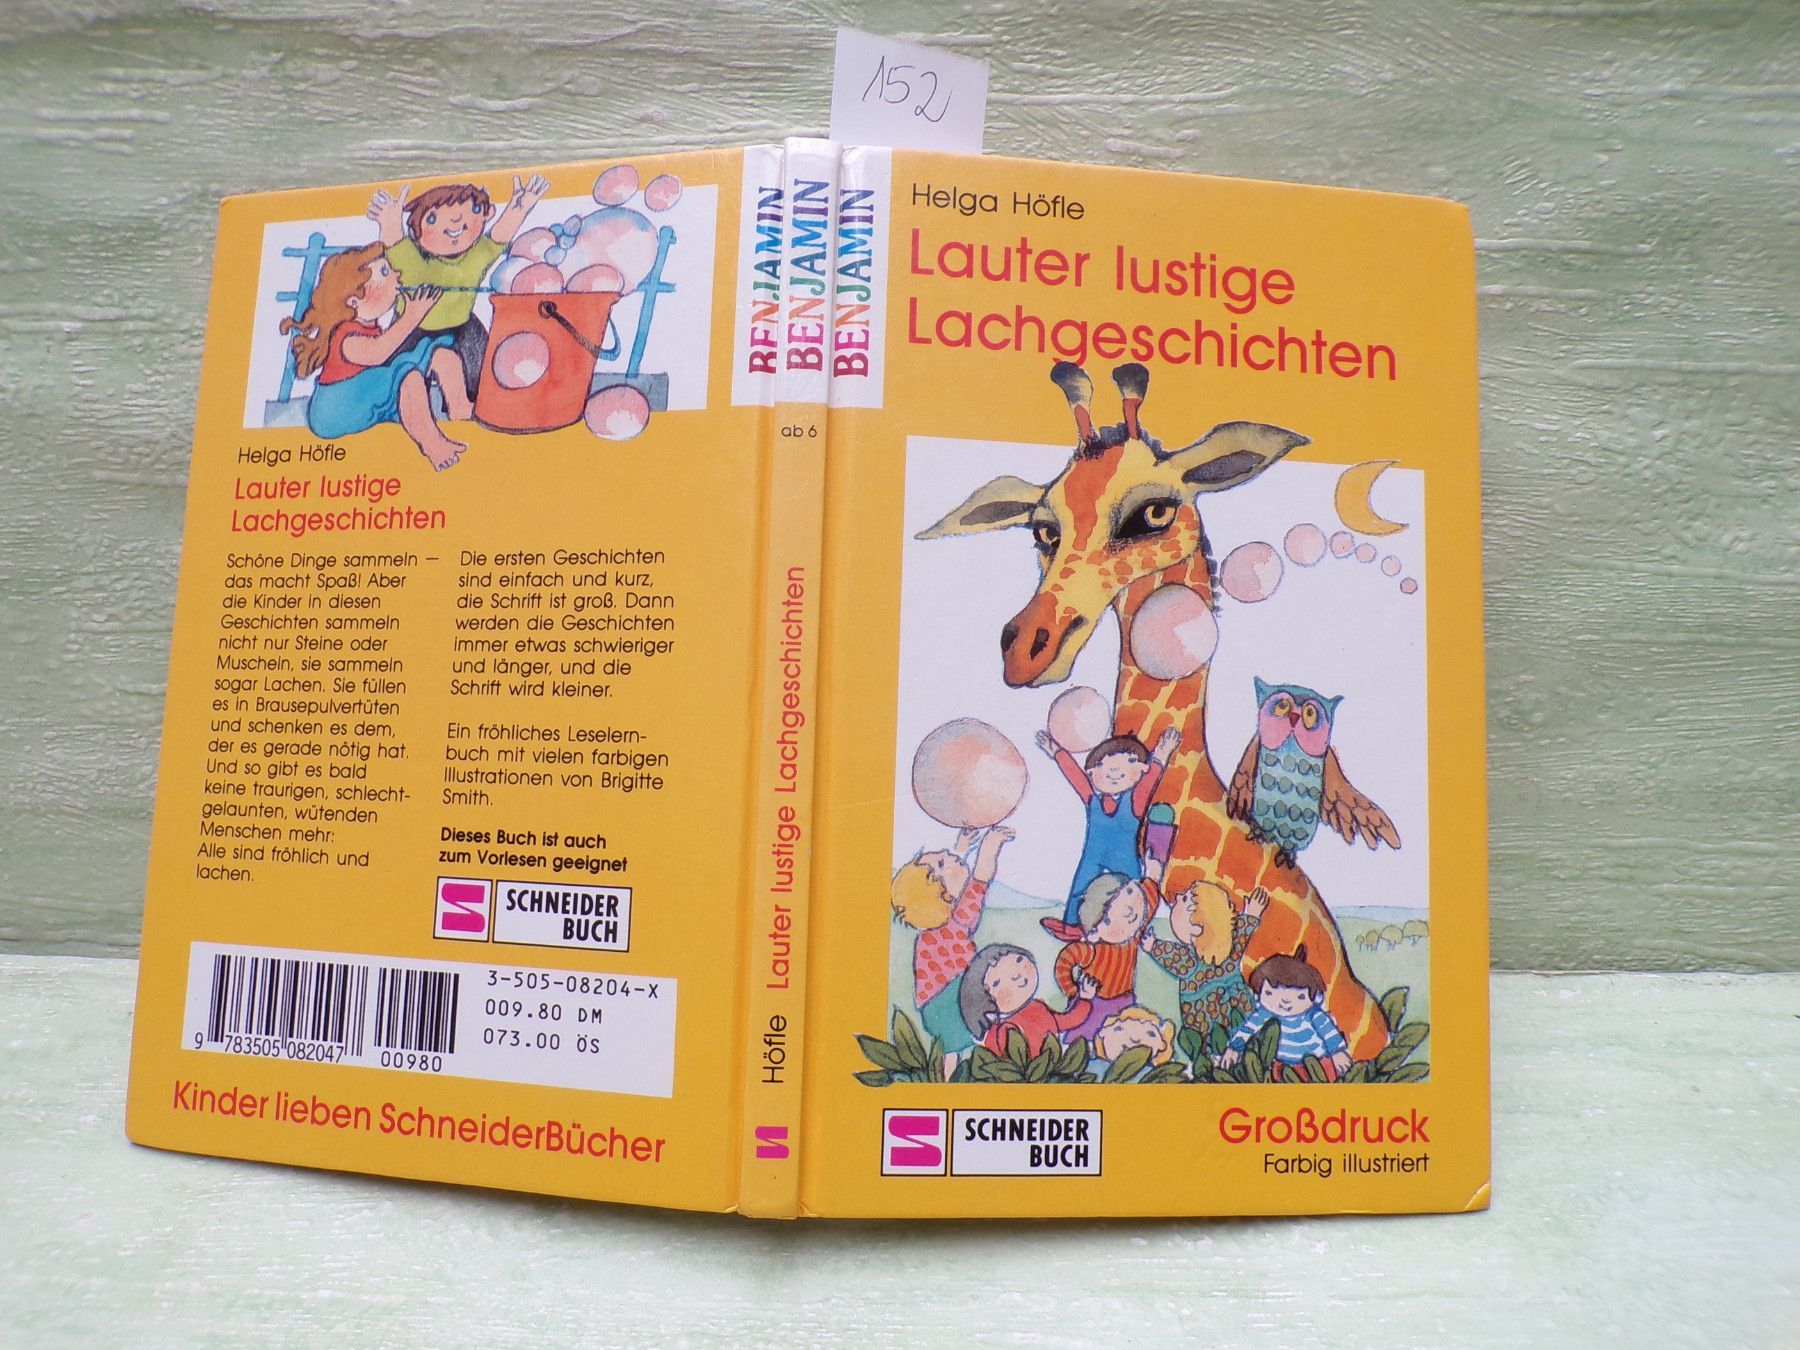 152
Helga Höfle
Lauter lustige
Lachgeschichten
Schöne Dinge sammeln –
das macht Spaß! Aber
die Kinder in diesen
Geschichten sammeln
nicht nur Steine oder
Muscheln, sie sammeln
sogar Lachen. Sie füllen
es in Brausepulvertüten
und schenken es dem,
der es gerade nötig hat.
Und so gibt es bald
keine traurigen, schlecht-
gelaunten, wütenden
Menschen mehr:
Alle sind fröhlich und
lachen.
Die ersten Geschichten
sind einfach und kurz,
die Schrift ist groß. Dann
werden die Geschichten
immer etwas schwieriger
und länger, und die
Schrift wird kleiner.
Ein fröhliches Leselern-
buch mit vielen farbigen
Illustrationen von Brigitte
Smith.
Dieses Buch ist auch
zum Vorlesen geeignet
SCHNEIDER
BUCH
3-505-08204-X
009.80 DM
073.00 öS
9 783505 082047
00980
Kinder lieben SchneiderBücher
BENJAMIN
BENJAMIN
ab 6
Höfle Lauter lustige Lachgeschichten
BENJAMIN
Helga Höfle
Lauter lustige
Lachgeschichten
SCHNEIDER
BUCH
Großdruck
Farbig illustriert